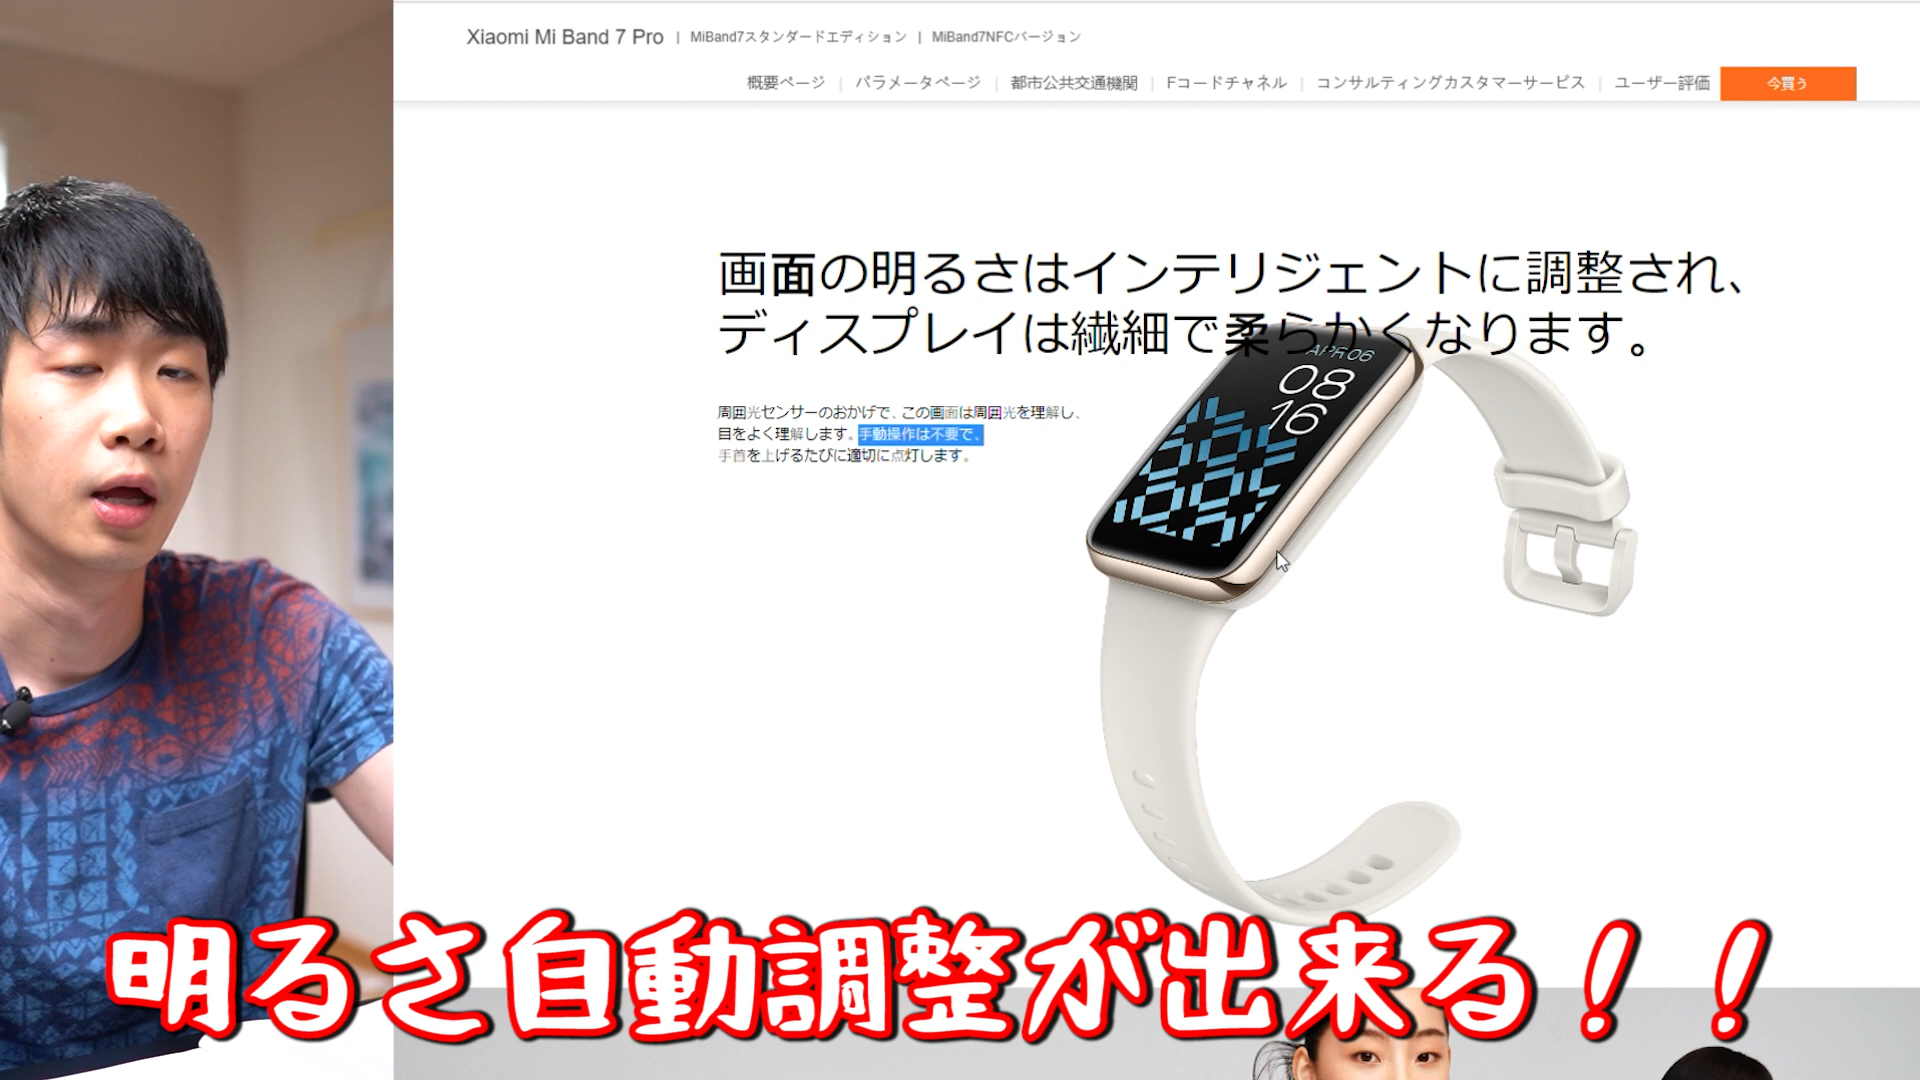 Xiaomi Mi Band 7 Pro | MiBand7スタンダードエディション | MiBand7NFCバージョン
概要ページ | パラメータページ | 都市公共交通機関 | Fコードチャネル | コンサルティングカスタマーサービス | ユーザー評価 今買う
画面の明るさはインテリジェントに調整され、
ディスプレイは繊細で柔らかくなります。
APR 06
08
16
周囲光センサーのおかげで、この画面は周囲光を理解し、
目をよく理解します。手動操作は不要で、
手首を上げるたびに適切に点灯します。
明るさ自動調整が出来る！！